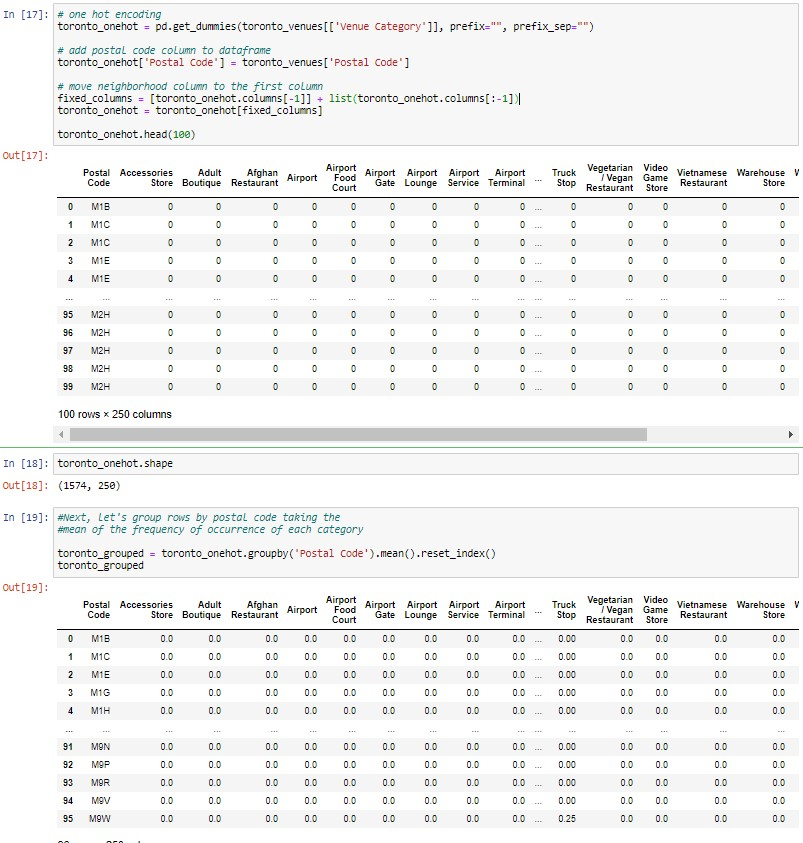 In [17]: # one hot encoding
toronto_onehot = pd.get_dummies(toronto_venues[['Venue Category']], prefix="", prefix_sep="")
# add postal code column to dataframe
toronto_onehot['Postal Code'] = toronto_venues['Postal Code']
# move neighborhood column to the first column
fixed_columns = [toronto_onehot.columns[-1]] + list(toronto_onehot.columns[:-1])
toronto_onehot = toronto_onehot[fixed_columns]
toronto_onehot.head(100)
Out[17]:
Postal Code Accessories Store Adult Boutique Afghan Restaurant Airport Airport Food Court Airport Gate Airport Lounge Airport Service Airport Terminal ... Truck Stop Vegetarian / Vegan Restaurant Video Game Store Vietnamese Restaurant Warehouse Store
0 M1B 0 0 0 0 0 0 0 0 0 ... 0 0 0 0 0
1 M1C 0 0 0 0 0 0 0 0 0 ... 0 0 0 0 0
2 M1C 0 0 0 0 0 0 0 0 0 ... 0 0 0 0 0
3 M1E 0 0 0 0 0 0 0 0 0 ... 0 0 0 0 0
4 M1E 0 0 0 0 0 0 0 0 0 ... 0 0 0 0 0
... ... ... ... ... ... ... ... ... ... ... ... ... ... ... ... ...
95 M2H 0 0 0 0 0 0 0 0 0 ... 0 0 0 0 0
96 M2H 0 0 0 0 0 0 0 0 0 ... 0 0 0 0 0
97 M2H 0 0 0 0 0 0 0 0 0 ... 0 0 0 0 0
98 M2H 0 0 0 0 0 0 0 0 0 ... 0 0 0 0 0
99 M2H 0 0 0 0 0 0 0 0 0 ... 0 0 0 0 0
100 rows × 250 columns
In [18]: toronto_onehot.shape
Out[18]: (1574, 250)
In [19]: #Next, let's group rows by postal code taking the
#mean of the frequency of occurrence of each category
toronto_grouped = toronto_onehot.groupby('Postal Code').mean().reset_index()
toronto_grouped
Out[19]:
Postal Code Accessories Store Adult Boutique Afghan Restaurant Airport Airport Food Court Airport Gate Airport Lounge Airport Service Airport Terminal ... Truck Stop Vegetarian / Vegan Restaurant Video Game Store Vietnamese Restaurant Warehouse Store
0 M1B 0.0 0.0 0.0 0.0 0.0 0.0 0.0 0.0 0.0 ... 0.00 0.0 0.0 0.0 0.0
1 M1C 0.0 0.0 0.0 0.0 0.0 0.0 0.0 0.0 0.0 ... 0.00 0.0 0.0 0.0 0.0
2 M1E 0.0 0.0 0.0 0.0 0.0 0.0 0.0 0.0 0.0 ... 0.00 0.0 0.0 0.0 0.0
3 M1G 0.0 0.0 0.0 0.0 0.0 0.0 0.0 0.0 0.0 ... 0.00 0.0 0.0 0.0 0.0
4 M1H 0.0 0.0 0.0 0.0 0.0 0.0 0.0 0.0 0.0 ... 0.00 0.0 0.0 0.0 0.0
... ... ... ... ... ... ... ... ... ... ... ... ... ... ... ... ...
91 M9N 0.0 0.0 0.0 0.0 0.0 0.0 0.0 0.0 0.0 ... 0.00 0.0 0.0 0.0 0.0
92 M9P 0.0 0.0 0.0 0.0 0.0 0.0 0.0 0.0 0.0 ... 0.00 0.0 0.0 0.0 0.0
93 M9R 0.0 0.0 0.0 0.0 0.0 0.0 0.0 0.0 0.0 ... 0.00 0.0 0.0 0.0 0.0
94 M9V 0.0 0.0 0.0 0.0 0.0 0.0 0.0 0.0 0.0 ... 0.00 0.0 0.0 0.0 0.0
95 M9W 0.0 0.0 0.0 0.0 0.0 0.0 0.0 0.0 0.0 ... 0.25 0.0 0.0 0.0 0.0